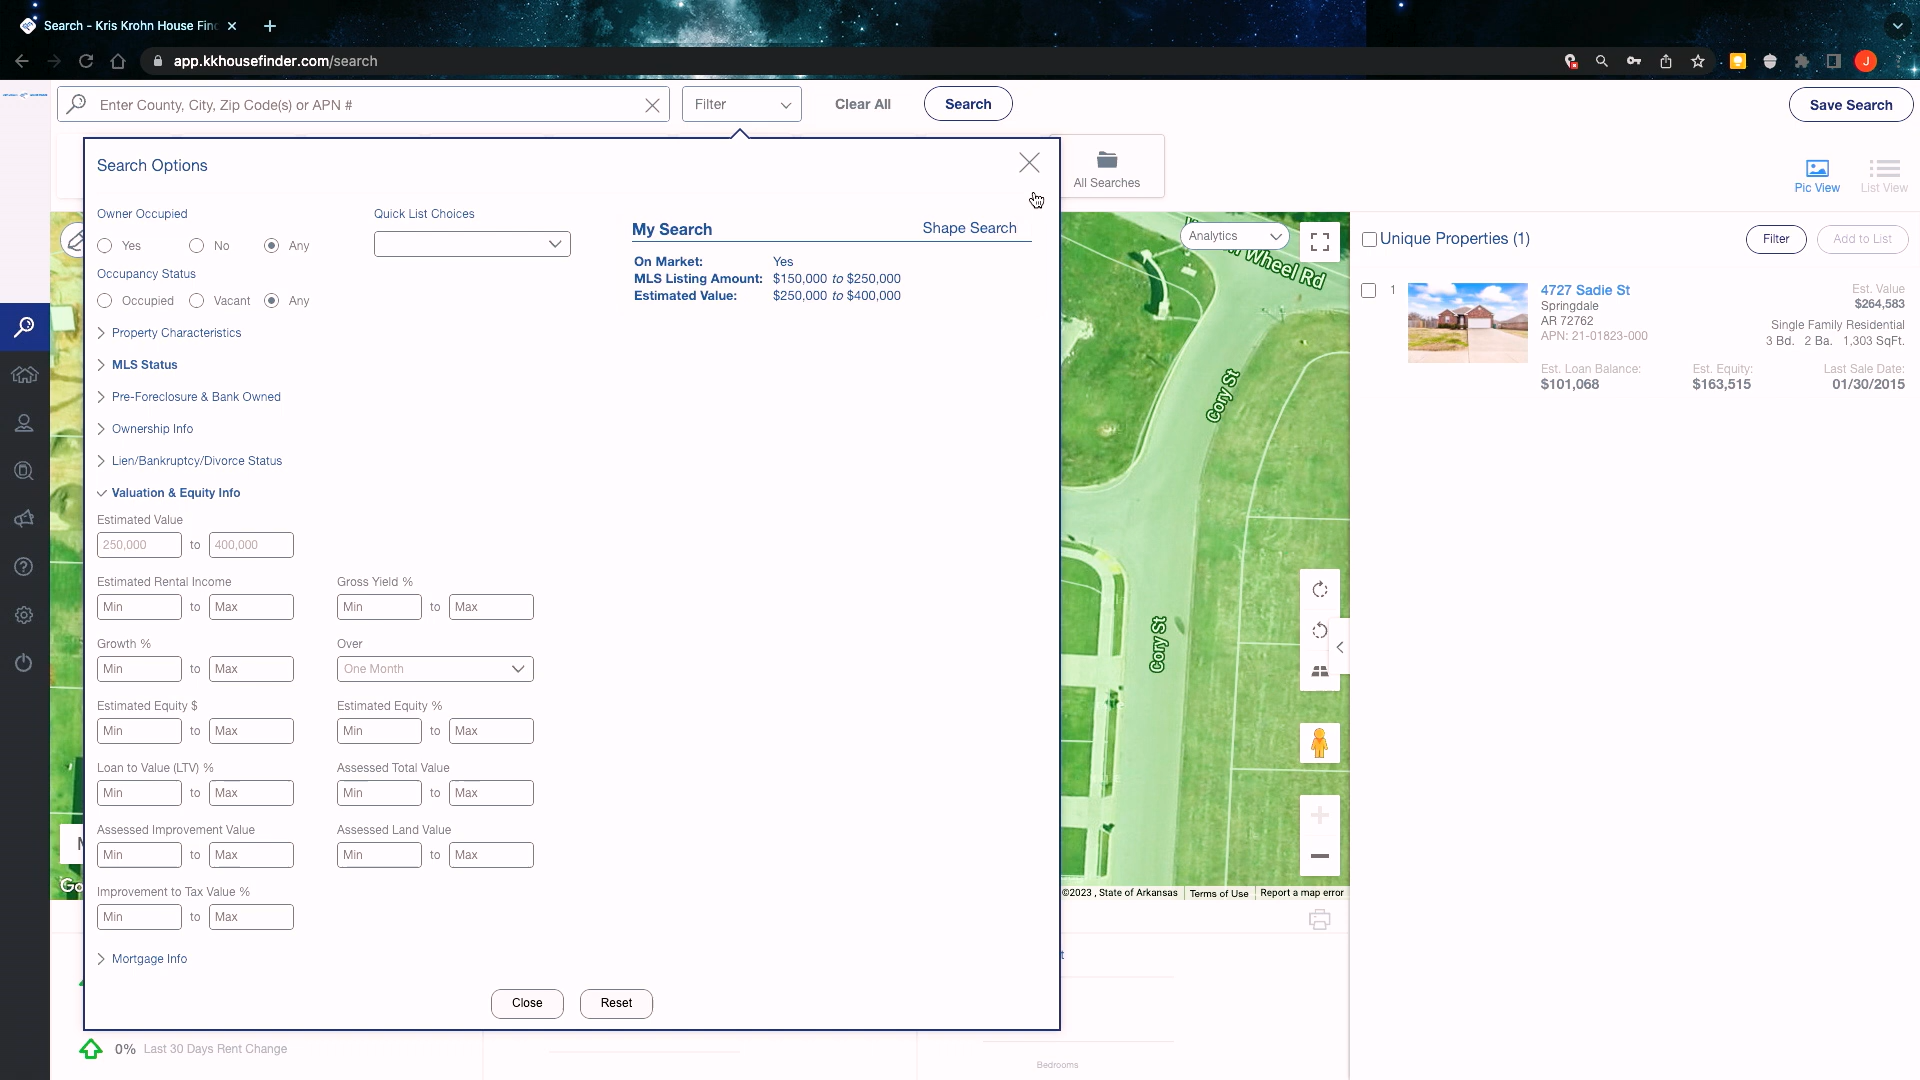 Search - Kris Krohn House Fin
app.kkhousefinder.com/search
J
Enter County, City, Zip Code(s) or APN #
Filter
Clear All
Search
Save Search
All Searches
Pic View
List View
Search Options
Owner Occupied
Yes
No
Any
Quick List Choices
My Search
Shape Search
On Market: Yes
MLS Listing Amount: $150,000 to $250,000
Estimated Value: $250,000 to $400,000
Occupancy Status
Occupied
Vacant
Any
Property Characteristics
MLS Status
Pre-Foreclosure & Bank Owned
Ownership Info
Lien/Bankruptcy/Divorce Status
Valuation & Equity Info
Estimated Value
250,000 to 400,000
Estimated Rental Income
Min to Max
Gross Yield %
Min to Max
Growth %
Min to Max
Over
One Month
Estimated Equity $
Min to Max
Estimated Equity %
Min to Max
Loan to Value (LTV) %
Min to Max
Assessed Total Value
Min to Max
Assessed Improvement Value
Min to Max
Assessed Land Value
Min to Max
Improvement to Tax Value %
Min to Max
Mortgage Info
Close
Reset
Analytics
Wheel Rd
Cory St
Cory St
Go
©2023 , State of Arkansas
Terms of Use
Report a map error
Unique Properties (1)
Filter
Add to List
1
4727 Sadie St
Springdale
AR 72762
APN: 21-01823-000
Est. Value
$264,583
Single Family Residential
3 Bd. 2 Ba. 1,303 SqFt.
Est. Loan Balance:
$101,068
Est. Equity:
$163,515
Last Sale Date:
01/30/2015
0% Last 30 Days Rent Change
Bedrooms